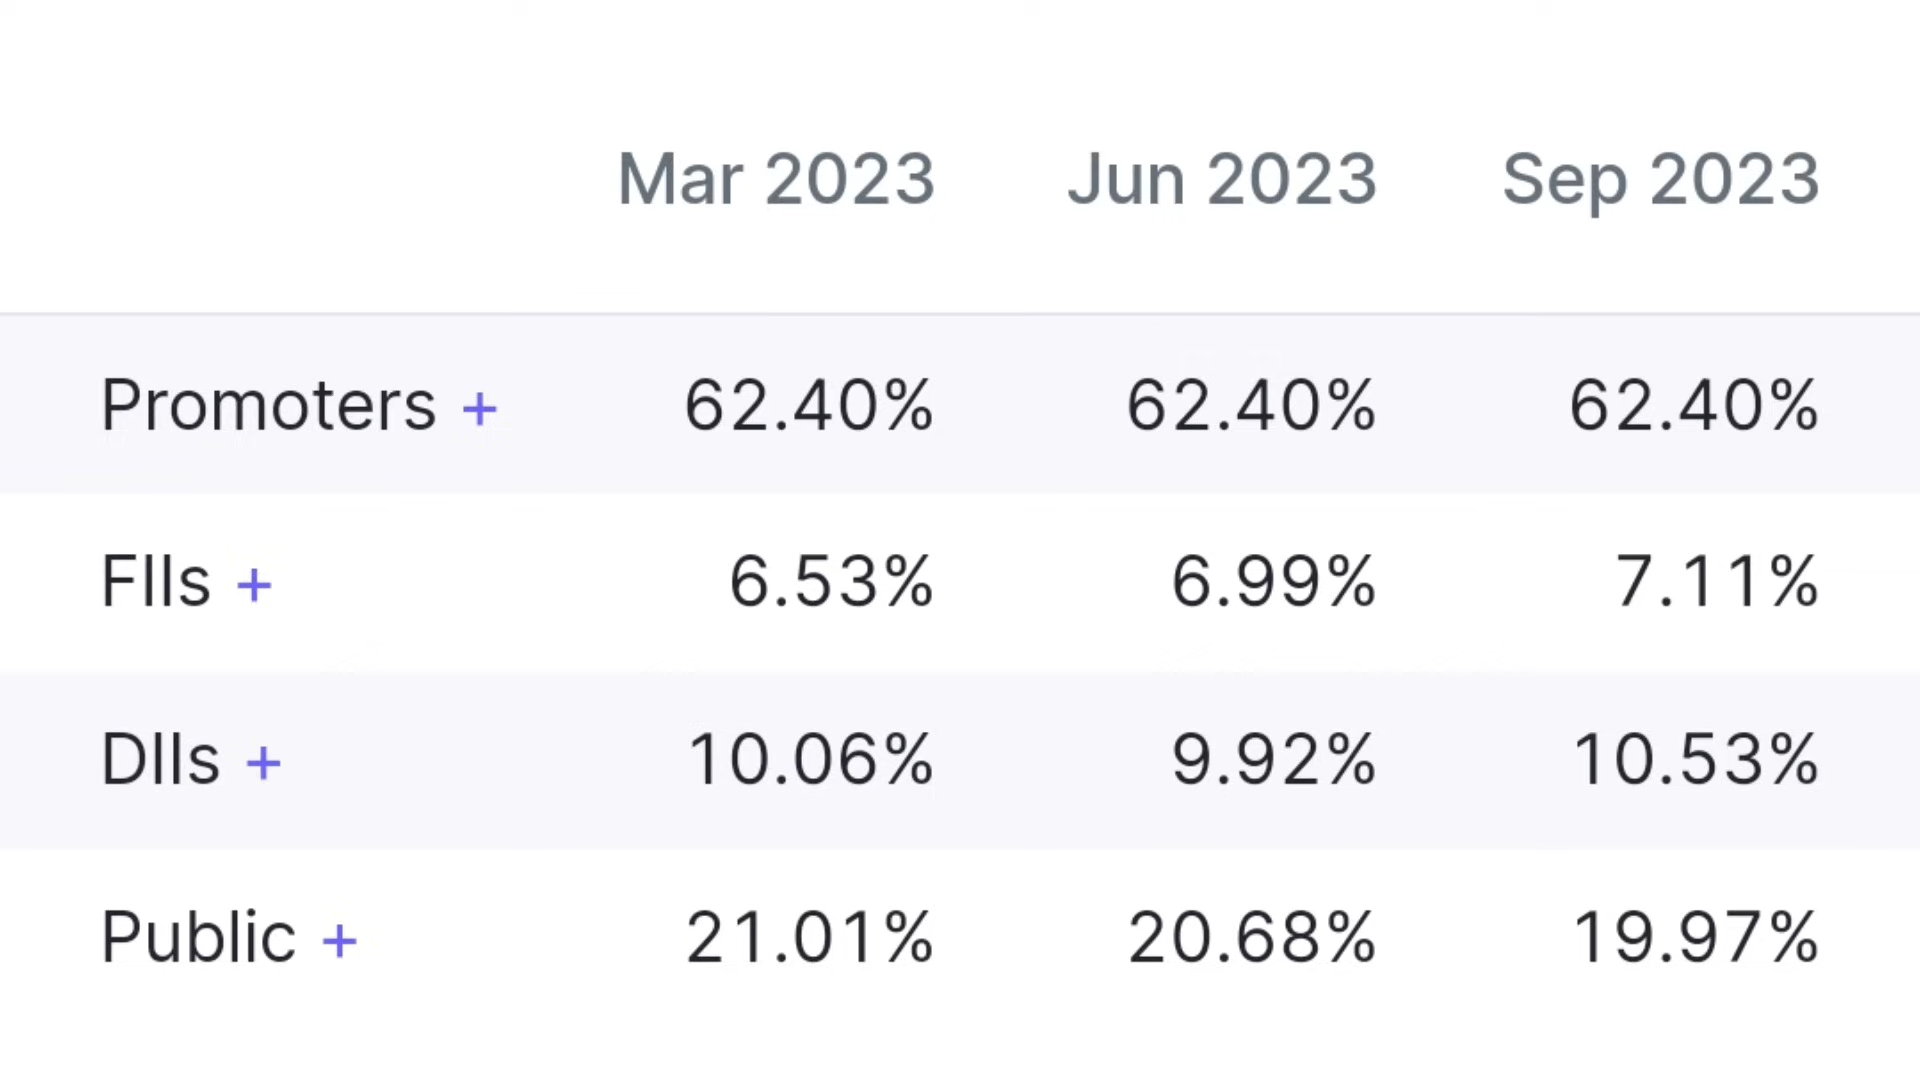 Mar 2023 Jun 2023 Sep 2023
Promoters + 62.40% 62.40% 62.40%
FIIs + 6.53% 6.99% 7.11%
DIIs + 10.06% 9.92% 10.53%
Public + 21.01% 20.68% 19.97%